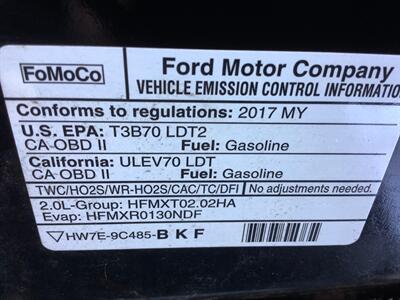 FoMoCo
Ford Motor Company
VEHICLE EMISSION CONTROL INFORMATION
Conforms to regulations: 2017 MY
U.S. EPA: T3B70 LDT2
CA OBD II Fuel: Gasoline
California: ULEV70 LDT
CA OBD II Fuel: Gasoline
TWC/HO2S/WR-HO2S/CAC/TC/DFI No adjustments needed.
2.0L-Group: HFMXT02.02HA
Evap: HFMXR0130NDF
HW7E-9C485-BKF